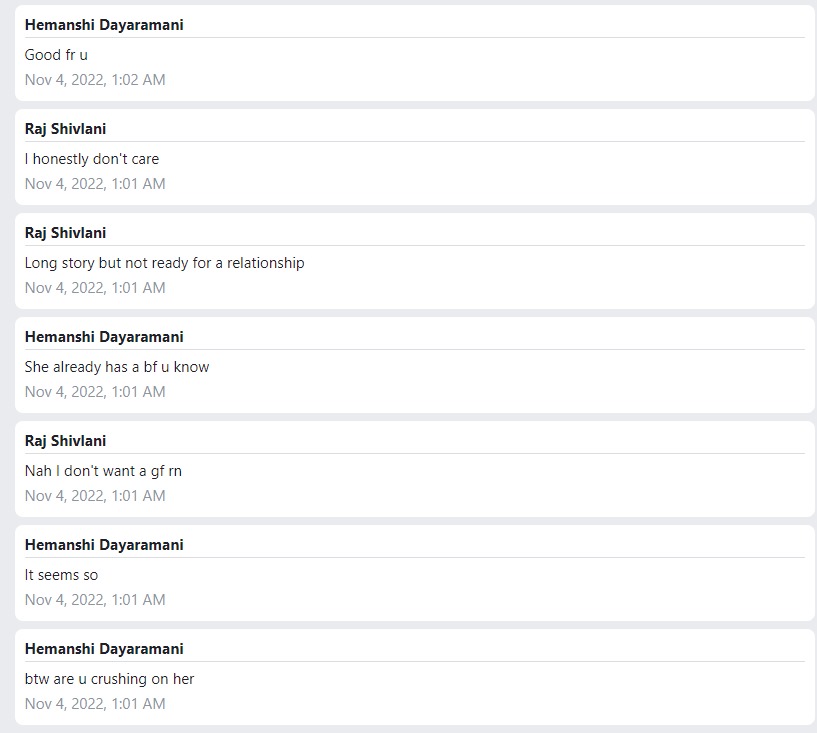 Hemanshi Dayaramani
Good fr u
Nov 4, 2022, 1:02 AM
Raj Shivlani
I honestly don't care
Nov 4, 2022, 1:01 AM
Raj Shivlani
Long story but not ready for a relationship
Nov 4, 2022, 1:01 AM
Hemanshi Dayaramani
She already has a bf u know
Nov 4, 2022, 1:01 AM
Raj Shivlani
Nah I don't want a gf rn
Nov 4, 2022, 1:01 AM
Hemanshi Dayaramani
It seems so
Nov 4, 2022, 1:01 AM
Hemanshi Dayaramani
btw are u crushing on her
Nov 4, 2022, 1:01 AM